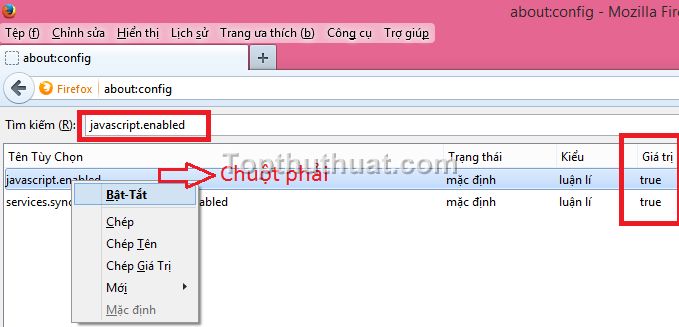 about:config - Mozilla Fire
Tệp (f) Chỉnh sửa Hiển thị Lịch sử Trang ưa thích (b) Công cụ Trợ giúp
about:config
Firefox about:config
Tìm kiếm (R): javascript.enabled
Tên Tùy Chọn Trạng thái Kiểu Giá trị
Topthuthuat.com
javascript.enabled Chuột phải mặc định luận lí true
services.sync abled mặc định luận lí true
Bật-Tắt
Chép
Chép Tên
Chép Giá Trị
Mới
Mặc định